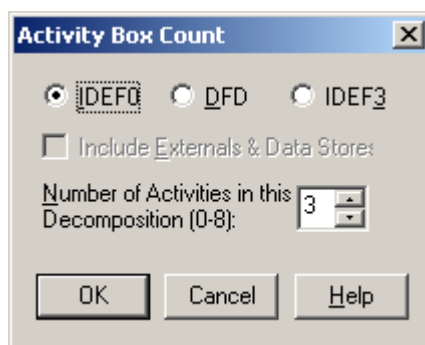 Activity Box Count
IDEF0 DFD IDEF3
Include Externals & Data Stores
Number of Activities in this
Decomposition (0-8):
3
OK Cancel Help